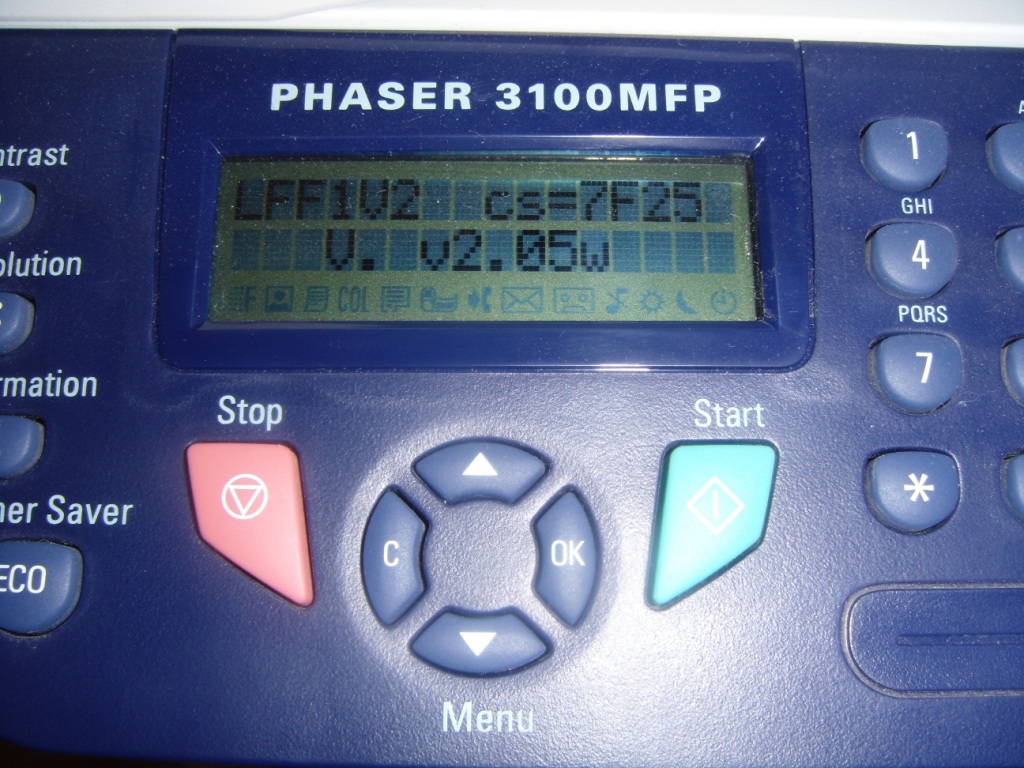 PHASER 3100MFP
LFF1V2 cs=7F25
V. v2.05w
COL
ntrast
olution
rmation
ner Saver
ECO
Stop
Start
C
OK
Menu
1
GHI
4
PQRS
7
*